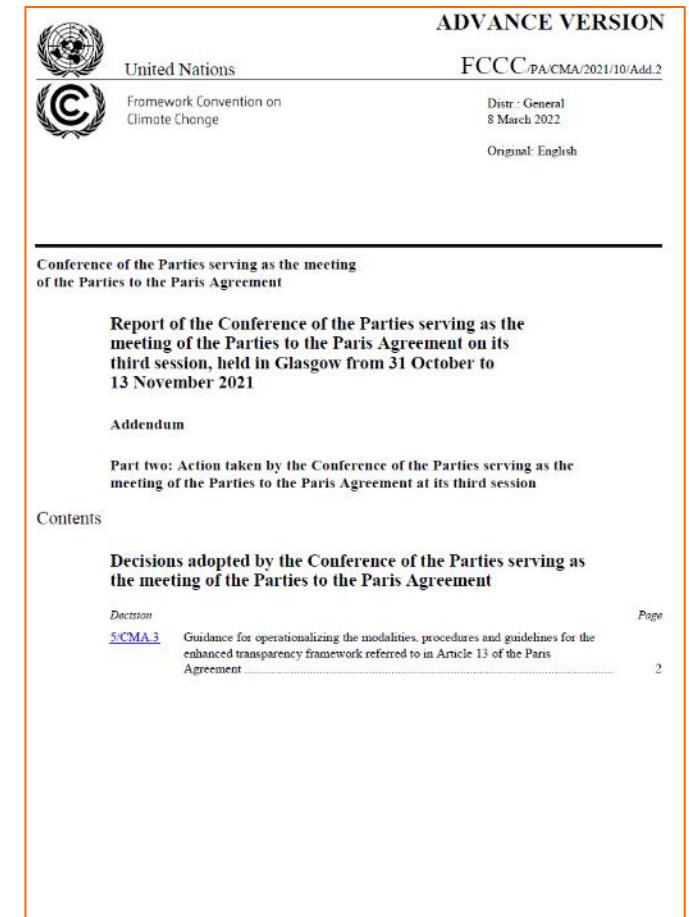 ADVANCE VERSION
United Nations
FCCC/PA/CMA/2021/10/Add.2
Framework Convention on
Climate Change
Distr.: General
8 March 2022
Original: English
Conference of the Parties serving as the meeting
of the Parties to the Paris Agreement
Report of the Conference of the Parties serving as the
meeting of the Parties to the Paris Agreement on its
third session, held in Glasgow from 31 October to
13 November 2021
Addendum
Part two: Action taken by the Conference of the Parties serving as the
meeting of the Parties to the Paris Agreement at its third session
Contents
Decisions adopted by the Conference of the Parties serving as
the meeting of the Parties to the Paris Agreement
Decision Page
5/CMA.3 Guidance for operationalizing the modalities, procedures and guidelines for the
enhanced transparency framework referred to in Article 13 of the Paris
Agreement ........................................................................ 2